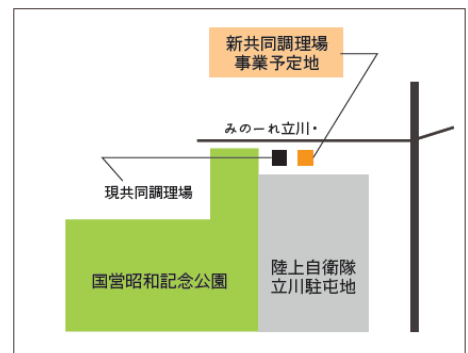 新共同調理場
事業予定地
みのーれ立川・
現共同調理場
国営昭和記念公園
陸上自衛隊
立川駐屯地